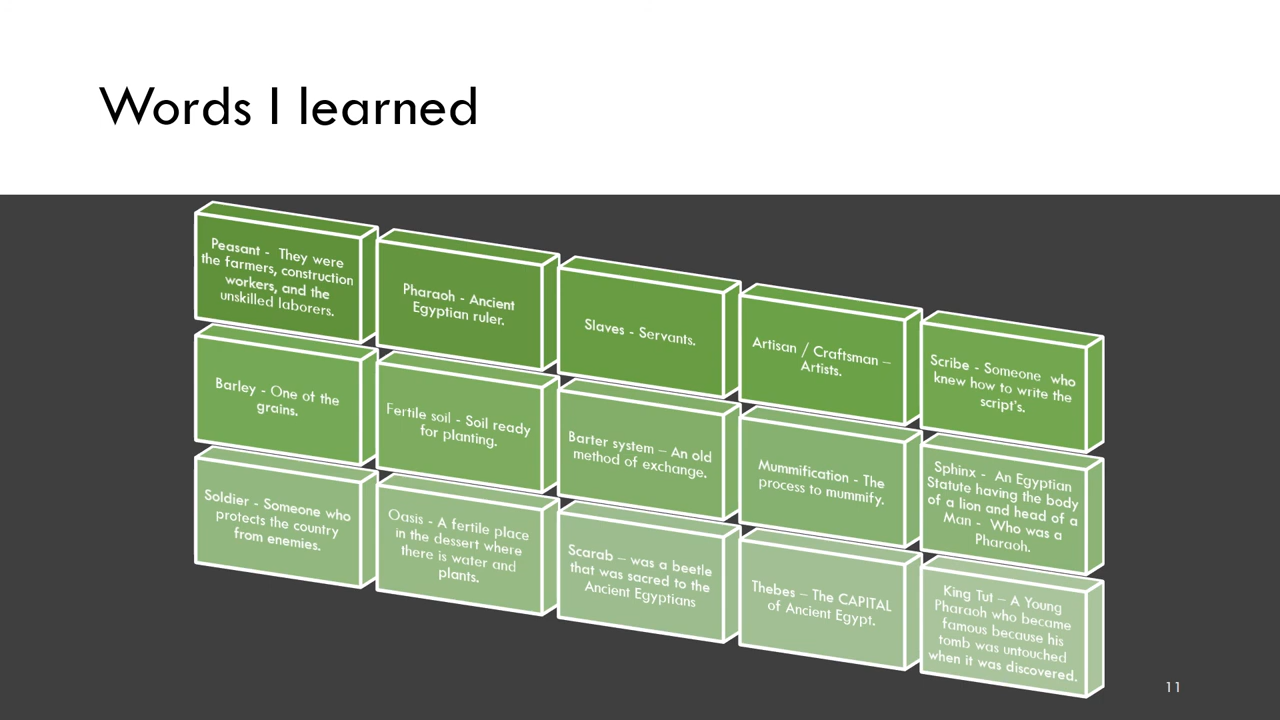 Words I learned
Peasant - They were
the farmers, construction
workers, and the
unskilled laborers.
Pharaoh - Ancient
Egyptian ruler.
Slaves - Servants.
Artisan / Craftsman –
Artists.
Scribe - Someone who
knew how to write the
script's.
Barley - One of the
grains.
Fertile soil - Soil ready
for planting.
Barter system – An old
method of exchange.
Mummification - The
process to mummify.
Sphinx - An Egyptian
Statute having the body
of a lion and head of a
Man - Who was a
Pharaoh.
Soldier - Someone who
protects the country
from enemies.
Oasis - A fertile place
in the dessert where
there is water and
plants.
Scarab – was a beetle
that was sacred to the
Ancient Egyptians
Thebes – The CAPITAL
of Ancient Egypt.
King Tut – A Young
Pharaoh who became
famous because his
tomb was untouched
when it was discovered.
11